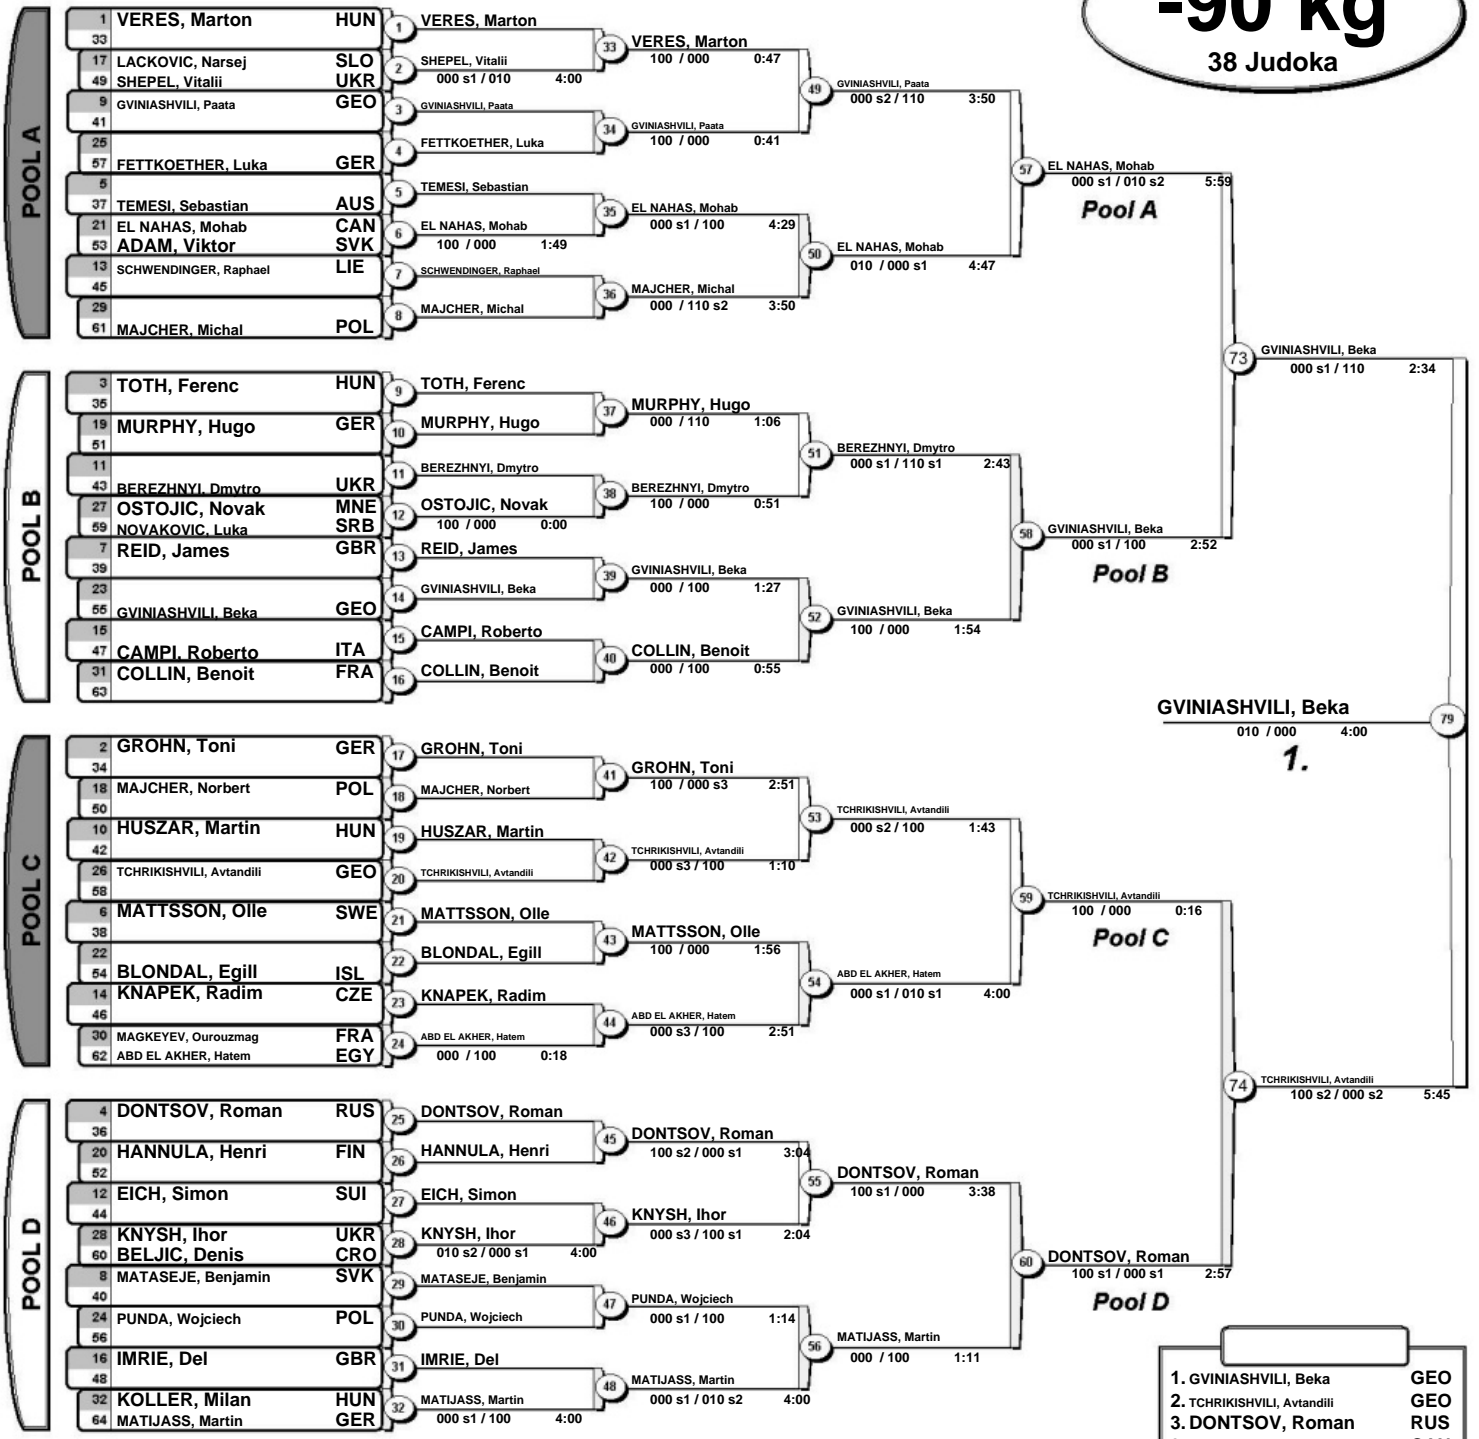 -90 kg
38 Judoka
POOL A
1 VERES, Marton HUN
33
17 LACKOVIC, Narsej SLO
49 SHEPEL, Vitalii UKR
9 GVINIASHVILI, Paata GEO
41
25
57 FETTKOETHER, Luka GER
5
37 TEMESI, Sebastian AUS
21 EL NAHAS, Mohab CAN
53 ADAM, Viktor SVK
13 SCHWENDINGER, Raphael LIE
45
29
61 MAJCHER, Michal POL
1 VERES, Marton
2 SHEPEL, Vitalii
000 s1 / 010 4:00
3 GVINIASHVILI, Paata
4 FETTKOETHER, Luka
5 TEMESI, Sebastian
6 EL NAHAS, Mohab
100 / 000 1:49
7 SCHWENDINGER, Raphael
8 MAJCHER, Michal
33 VERES, Marton
100 / 000 0:47
34 GVINIASHVILI, Paata
100 / 000 0:41
35 EL NAHAS, Mohab
000 s1 / 100 4:29
36 MAJCHER, Michal
000 / 110 s2 3:50
49 GVINIASHVILI, Paata
000 s2 / 110 3:50
50 EL NAHAS, Mohab
010 / 000 s1 4:47
57 EL NAHAS, Mohab
000 s1 / 010 s2 5:59
Pool A
POOL B
3 TOTH, Ferenc HUN
35
19 MURPHY, Hugo GER
51
11
43 BEREZHNYI, Dmytro UKR
27 OSTOJIC, Novak MNE
59 NOVAKOVIC, Luka SRB
7 REID, James GBR
39
23
55 GVINIASHVILI, Beka GEO
15
47 CAMPI, Roberto ITA
31 COLLIN, Benoit FRA
63
9 TOTH, Ferenc
10 MURPHY, Hugo
11 BEREZHNYI, Dmytro
12 OSTOJIC, Novak
100 / 000 0:00
13 REID, James
14 GVINIASHVILI, Beka
15 CAMPI, Roberto
16 COLLIN, Benoit
37 MURPHY, Hugo
000 / 110 1:06
38 BEREZHNYI, Dmytro
100 / 000 0:51
39 GVINIASHVILI, Beka
000 / 100 1:27
40 COLLIN, Benoit
000 / 100 0:55
51 BEREZHNYI, Dmytro
000 s1 / 110 s1 2:43
52 GVINIASHVILI, Beka
100 / 000 1:54
58 GVINIASHVILI, Beka
000 s1 / 100 2:52
Pool B
73 GVINIASHVILI, Beka
000 s1 / 110 2:34
GVINIASHVILI, Beka 79
010 / 000 4:00
1.
POOL C
2 GROHN, Toni GER
34
18 MAJCHER, Norbert POL
50
10 HUSZAR, Martin HUN
42
26 TCHRIKISHVILI, Avtandili GEO
58
6 MATTSSON, Olle SWE
38
22
54 BLONDAL, Egill ISL
14 KNAPEK, Radim CZE
46
30 MAGKEYEV, Ourouzmag FRA
62 ABD EL AKHER, Hatem EGY
17 GROHN, Toni
18 MAJCHER, Norbert
19 HUSZAR, Martin
20 TCHRIKISHVILI, Avtandili
21 MATTSSON, Olle
22 BLONDAL, Egill
23 KNAPEK, Radim
24 ABD EL AKHER, Hatem
000 / 100 0:18
41 GROHN, Toni
100 / 000 s3 2:51
42 TCHRIKISHVILI, Avtandili
000 s3 / 100 1:10
43 MATTSSON, Olle
100 / 000 1:56
44 ABD EL AKHER, Hatem
000 s3 / 100 2:51
53 TCHRIKISHVILI, Avtandili
000 s2 / 100 1:43
54 ABD EL AKHER, Hatem
000 s1 / 010 s1 4:00
59 TCHRIKISHVILI, Avtandili
100 / 000 0:16
Pool C
74 TCHRIKISHVILI, Avtandili
100 s2 / 000 s2 5:45
POOL D
4 DONTSOV, Roman RUS
36
20 HANNULA, Henri FIN
52
12 EICH, Simon SUI
44
28 KNYSH, Ihor UKR
60 BELJIC, Denis CRO
8 MATASEJE, Benjamin SVK
40
24 PUNDA, Wojciech POL
56
16 IMRIE, Del GBR
48
32 KOLLER, Milan HUN
64 MATIJASS, Martin GER
25 DONTSOV, Roman
26 HANNULA, Henri
27 EICH, Simon
28 KNYSH, Ihor
010 s2 / 000 s1 4:00
29 MATASEJE, Benjamin
30 PUNDA, Wojciech
31 IMRIE, Del
32 MATIJASS, Martin
000 s1 / 100 4:00
45 DONTSOV, Roman
100 s2 / 000 s1 3:04
46 KNYSH, Ihor
000 s3 / 100 s1 2:04
47 PUNDA, Wojciech
000 s1 / 100 1:14
48 MATIJASS, Martin
000 s1 / 010 s2 4:00
55 DONTSOV, Roman
100 s1 / 000 3:38
56 MATIJASS, Martin
000 / 100 1:11
60 DONTSOV, Roman
100 s1 / 000 s1 2:57
Pool D
1. GVINIASHVILI, Beka GEO
2. TCHRIKISHVILI, Avtandili GEO
3. DONTSOV, Roman RUS